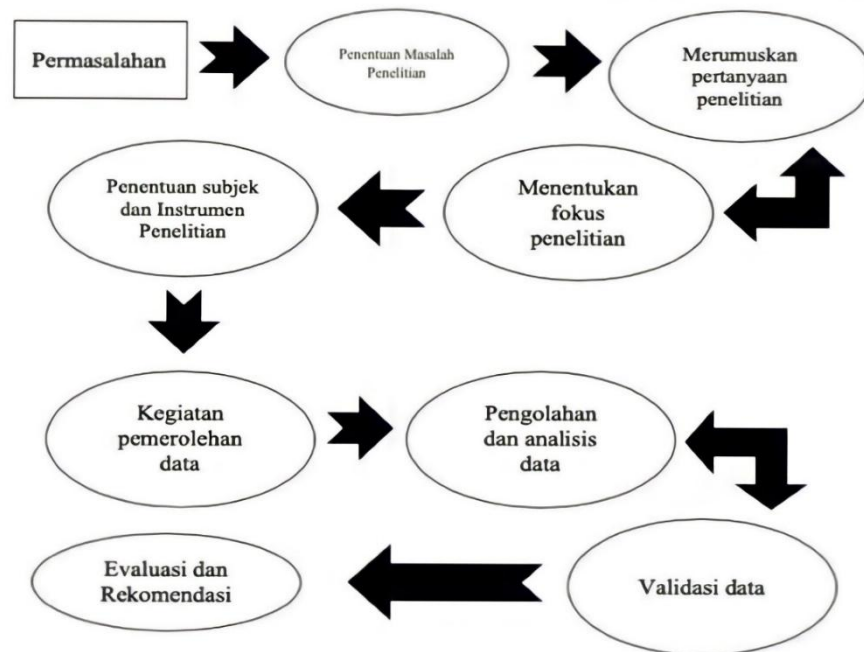 Permasalahan
Penentuan Masalah
Penelitian
Merumuskan
pertanyaan
penelitian
Menentukan
fokus
penelitian
Penentuan subjek
dan Instrumen
Penelitian
Kegiatan
pemerolehan
data
Pengolahan
dan analisis
data
Validasi data
Evaluasi dan
Rekomendasi